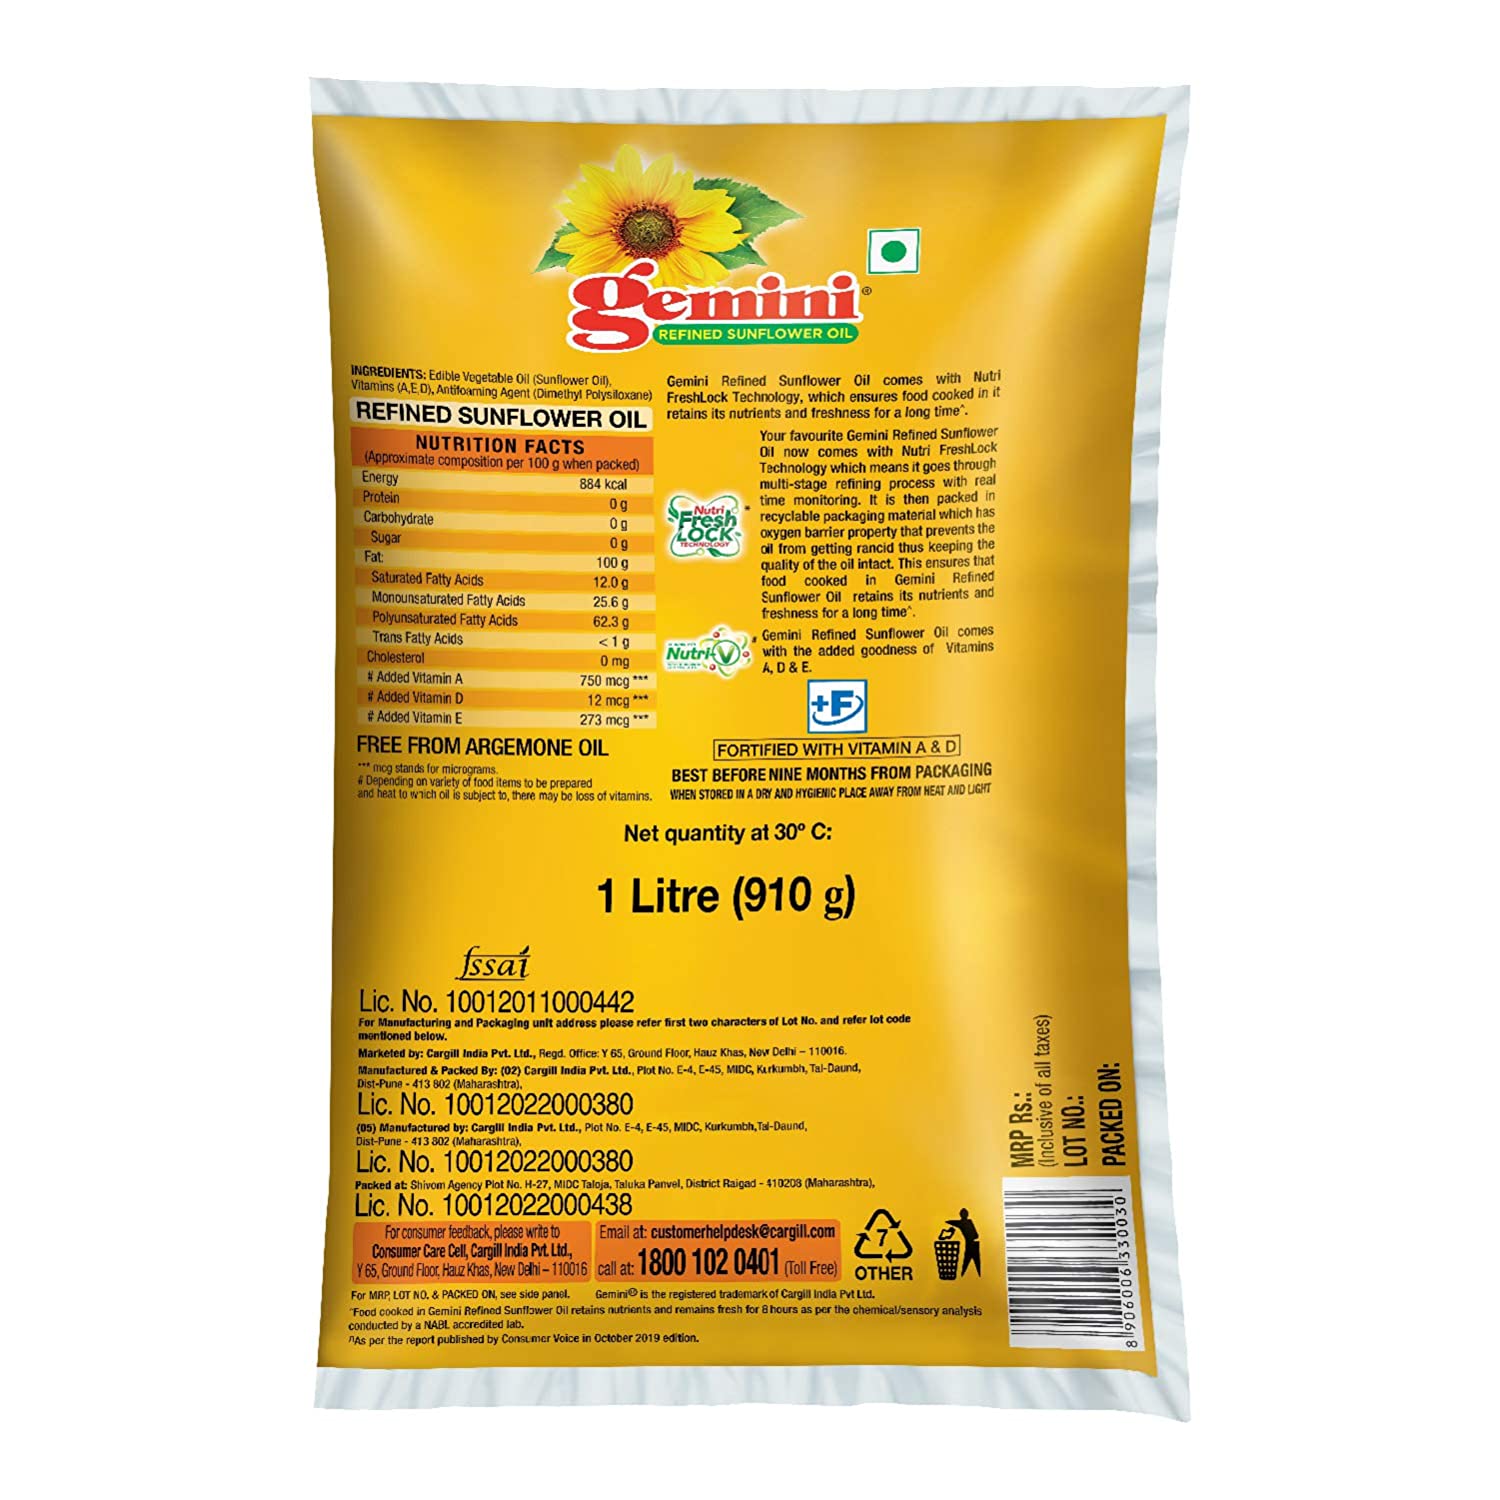 gemini®
REFINED SUNFLOWER OIL
INGREDIENTS: Edible Vegetable Oil (Sunflower Oil),
Vitamins (A,E,D), Antifoaming Agent (Dimethyl Polysiloxane)
REFINED SUNFLOWER OIL
NUTRITION FACTS
(Approximate composition per 100 g when packed)
Energy 884 kcal
Protein 0 g
Carbohydrate 0 g
Sugar 0 g
Fat: 100 g
Saturated Fatty Acids 12.0 g
Monounsaturated Fatty Acids 25.6 g
Polyunsaturated Fatty Acids 62.3 g
Trans Fatty Acids < 1 g
Cholesterol 0 mg
# Added Vitamin A 750 mcg ***
# Added Vitamin D 12 mcg ***
# Added Vitamin E 273 mcg ***
FREE FROM ARGEMONE OIL
*** mcg stands for micrograms.
# Depending on variety of food items to be prepared
and heat to which oil is subject to, there may be loss of vitamins.
Gemini Refined Sunflower Oil comes with Nutri
FreshLock Technology, which ensures food cooked in it
retains its nutrients and freshness for a long time^.
Nutri
Fresh
LOCK
TECHNOLOGY
Your favourite Gemini Refined Sunflower
Oil now comes with Nutri FreshLock
Technology which means it goes through
multi-stage refining process with real
time monitoring. It is then packed in
recyclable packaging material which has
oxygen barrier property that prevents the
oil from getting rancid thus keeping the
quality of the oil intact. This ensures that
food cooked in Gemini Refined
Sunflower Oil retains its nutrients and
freshness for a long time^.
Nutri-V
# Gemini Refined Sunflower Oil comes
with the added goodness of Vitamins
A, D & E.
+F
FORTIFIED WITH VITAMIN A & D
BEST BEFORE NINE MONTHS FROM PACKAGING
WHEN STORED IN A DRY AND HYGIENIC PLACE AWAY FROM HEAT AND LIGHT
Net quantity at 30º C:
1 Litre (910 g)
fssai
Lic. No. 10012011000442
For Manufacturing and Packaging unit address please refer first two characters of Lot No. and refer lot code
mentioned below.
Marketed by: Cargill India Pvt. Ltd., Regd. Office: Y 65, Ground Floor, Hauz Khas, New Delhi – 110016.
Manufactured & Packed By: (02) Cargill India Pvt. Ltd., Plot No. E-4, E-45, MIDC, Kurkumbh, Tal-Daund,
Dist-Pune - 413 802 (Maharashtra),
Lic. No. 10012022000380
(05) Manufactured by: Cargill India Pvt. Ltd., Plot No. E-4, E-45, MIDC, Kurkumbh,Tal-Daund,
Dist-Pune - 413 802 (Maharashtra),
Lic. No. 10012022000380
Packed at: Shivom Agency Plot No. H-27, MIDC Taloja, Taluka Panvel, District Raigad - 410208 (Maharashtra),
Lic. No. 10012022000438
For consumer feedback, please write to
Consumer Care Cell, Cargill India Pvt. Ltd.,
Y 65, Ground Floor, Hauz Khas, New Delhi – 110016
Email at: customerhelpdesk@cargill.com
call at: 1800 102 0401 (Toll Free)
7
OTHER
For MRP, LOT NO. & PACKED ON, see side panel. Gemini® is the registered trademark of Cargill India Pvt Ltd.
^Food cooked in Gemini Refined Sunflower Oil retains nutrients and remains fresh for 8 hours as per the chemical/sensory analysis
conducted by a NABL accredited lab.
As per the report published by Consumer Voice in October 2019 edition.
MRP Rs.:
(Inclusive of all taxes)
LOT NO.:
PACKED ON:
8 906006 330030